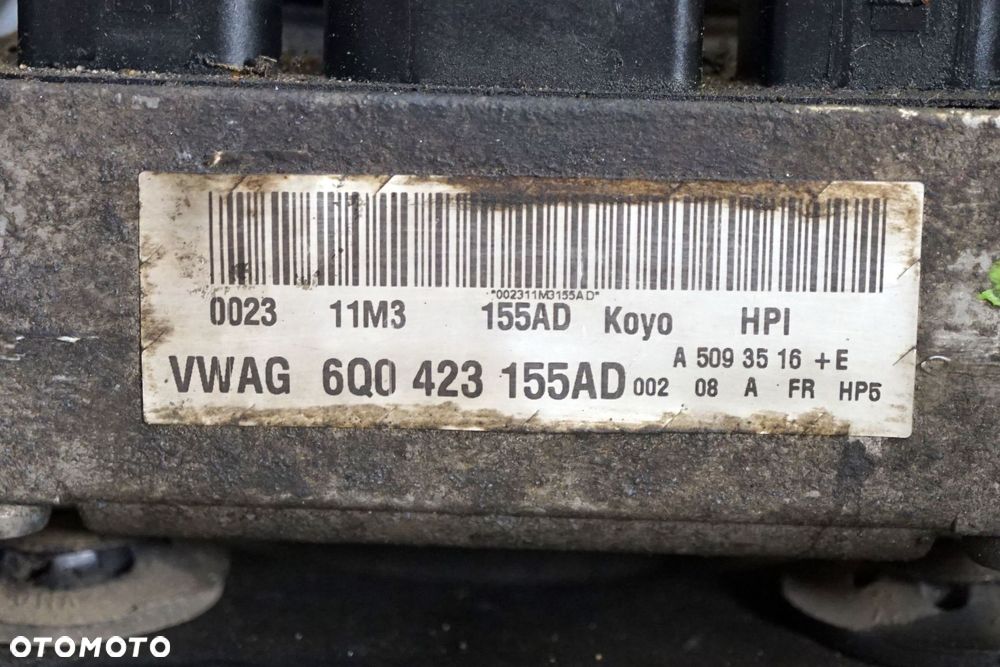 *002311M3155AD*
0023 11M3 155AD Koyo HPI
A 509 35 16 +E
VWAG 6Q0 423 155AD 002 08 A FR HP5
OTOMOTO